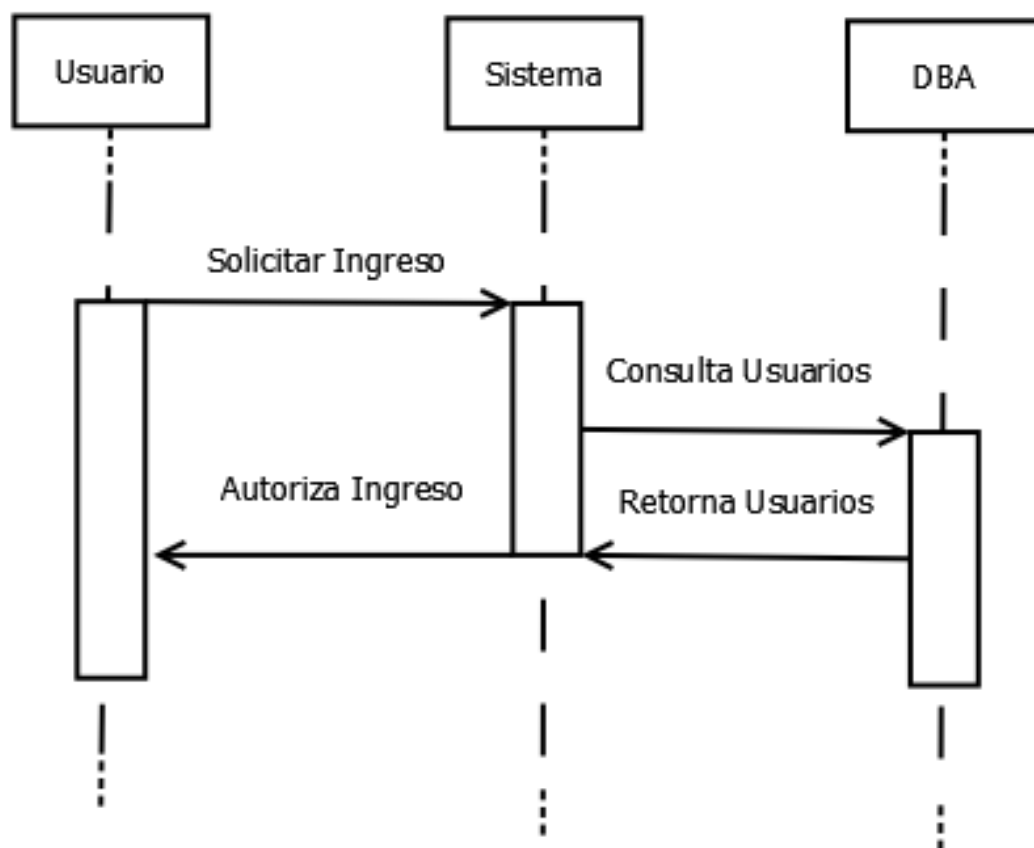 Usuario
Sistema
DBA
Solicitar Ingreso
Consulta Usuarios
Autoriza Ingreso
Retorna Usuarios